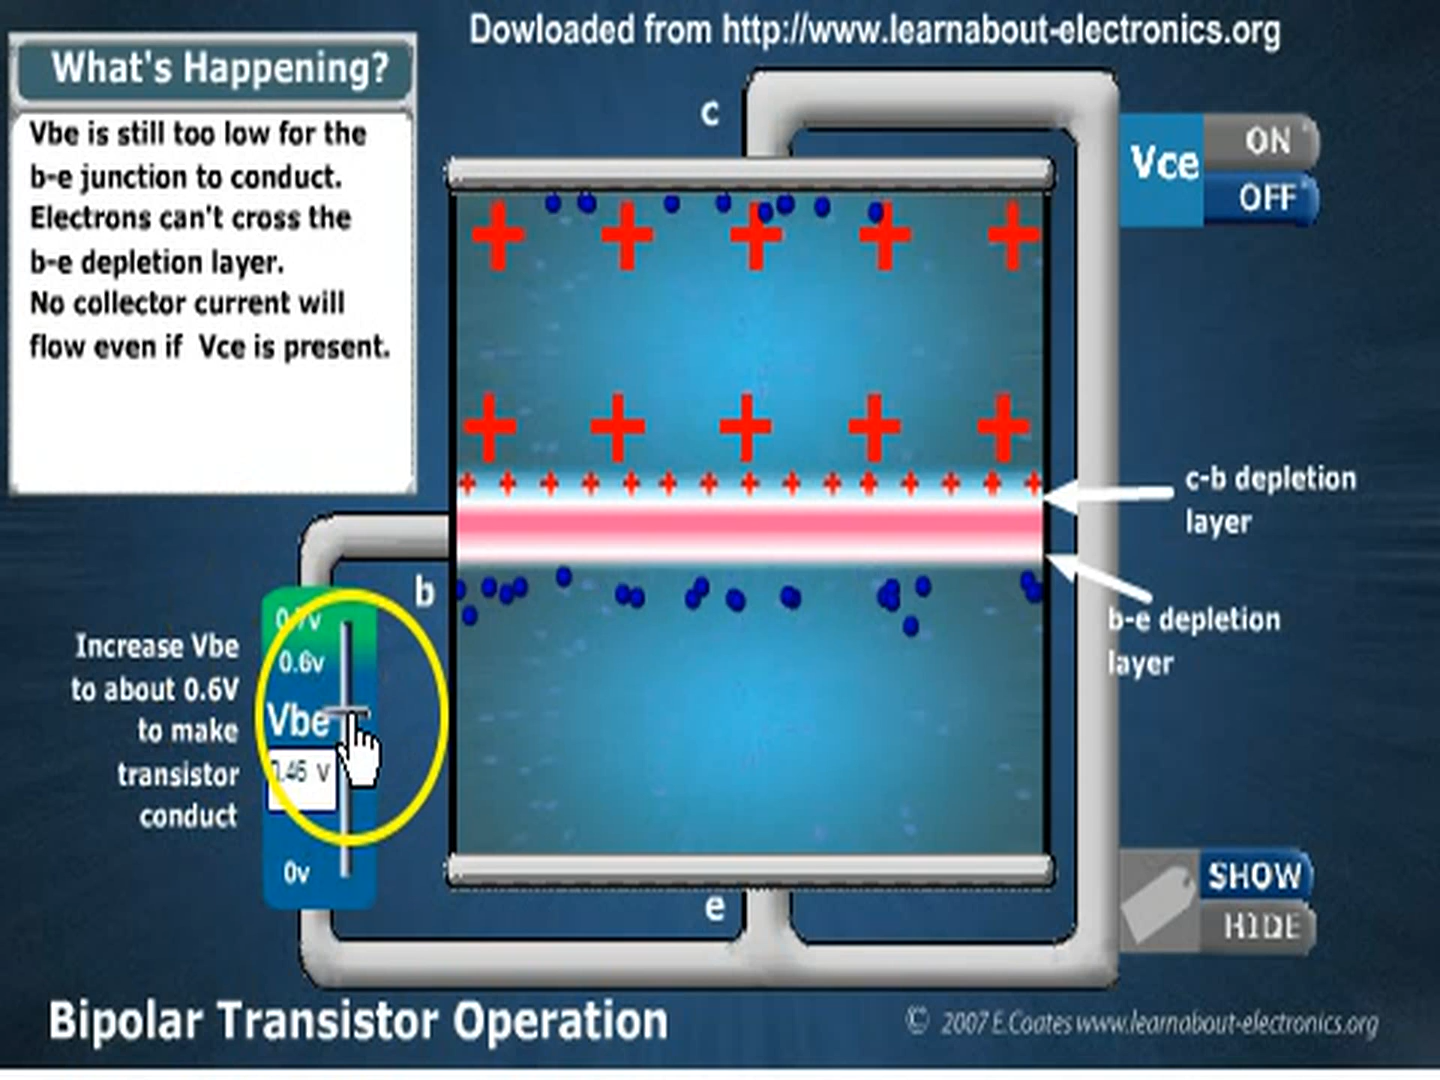 Dowloaded from http://www.learnabout-electronics.org
What's Happening?
Vbe is still too low for the
b-e junction to conduct.
Electrons can't cross the
b-e depletion layer.
No collector current will
flow even if Vce is present.
c
Vce
ON
OFF
c-b depletion
layer
b
b-e depletion
layer
Increase Vbe
to about 0.6V
to make
transistor
conduct
0.7v
0.6v
Vbe
0.46 v
0v
e
SHOW
HIDE
Bipolar Transistor Operation
© 2007 E.Coates www.learnabout-electronics.org